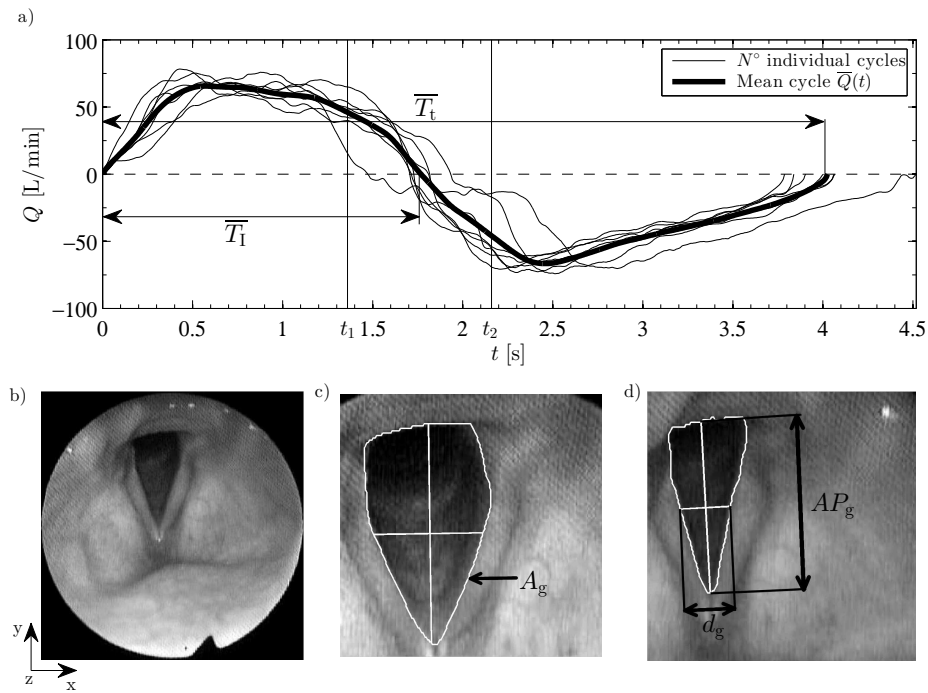 a)
100
50
0
−50
−100
Q [L/min]
N° individual cycles
Mean cycle Q̅(t)
T̅t
T̅I
0 0.5 1 t1 1.5 2 t2 2.5 3 3.5 4 4.5
t [s]
b)
c)
d)
Ag
APg
dg
y
z
x